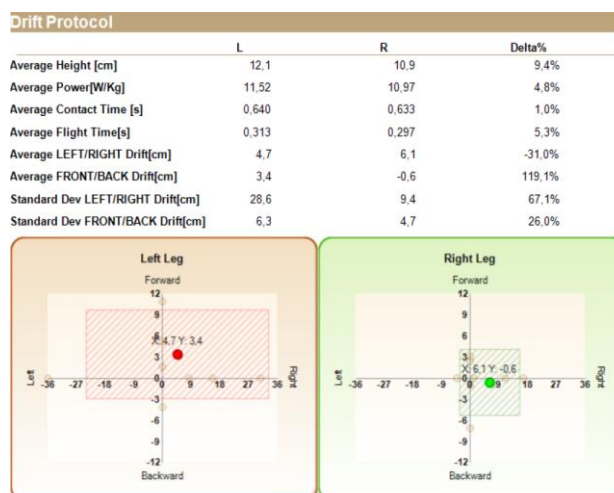 Drift Protocol
L R Delta%
Average Height [cm] 12,1 10,9 9,4%
Average Power[W/Kg] 11,52 10,97 4,8%
Average Contact Time [s] 0,640 0,633 1,0%
Average Flight Time[s] 0,313 0,297 5,3%
Average LEFT/RIGHT Drift[cm] 4,7 6,1 -31,0%
Average FRONT/BACK Drift[cm] 3,4 -0,6 119,1%
Standard Dev LEFT/RIGHT Drift[cm] 28,6 9,4 67,1%
Standard Dev FRONT/BACK Drift[cm] 6,3 4,7 26,0%
Left Leg
Forward
12
9
6
X: 4,7 Y: 3,4
3
Left -36 -27 -18 -9 0 9 18 27 36 Right
-3
-6
-9
-12
Backward
Right Leg
Forward
12
9
6
3
X: 6,1 Y: -0,6
Left -36 -27 -18 -9 0 9 18 27 36 Right
-3
-6
-9
-12
Backward